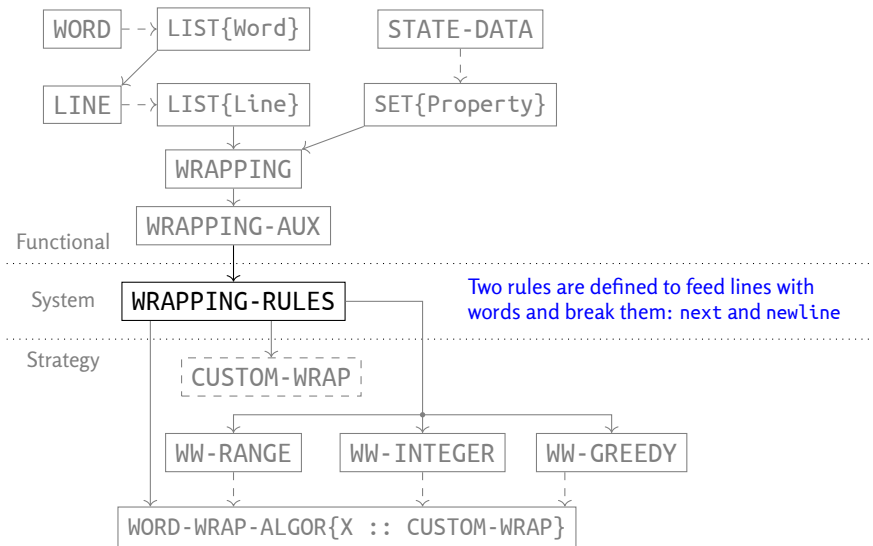 WORD
LIST{Word}
STATE-DATA
LINE
LIST{Line}
SET{Property}
WRAPPING
WRAPPING-AUX
Functional
System
WRAPPING-RULES
Two rules are defined to feed lines with
words and break them: next and newline
Strategy
CUSTOM-WRAP
WW-RANGE
WW-INTEGER
WW-GREEDY
WORD-WRAP-ALGOR{X :: CUSTOM-WRAP}